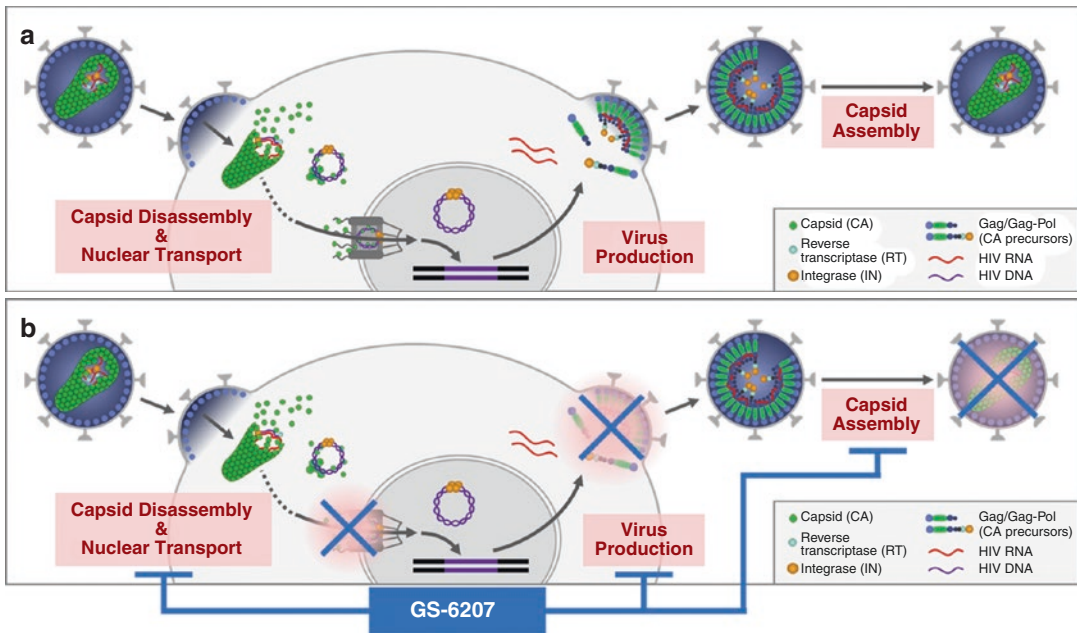 a
Capsid Disassembly
&
Nuclear Transport
Virus
Production
Capsid
Assembly
Capsid (CA)
Reverse
transcriptase (RT)
Integrase (IN)
Gag/Gag-Pol
(CA precursors)
HIV RNA
HIV DNA
b
Capsid Disassembly
&
Nuclear Transport
Virus
Production
Capsid
Assembly
Capsid (CA)
Reverse
transcriptase (RT)
Integrase (IN)
Gag/Gag-Pol
(CA precursors)
HIV RNA
HIV DNA
GS-6207